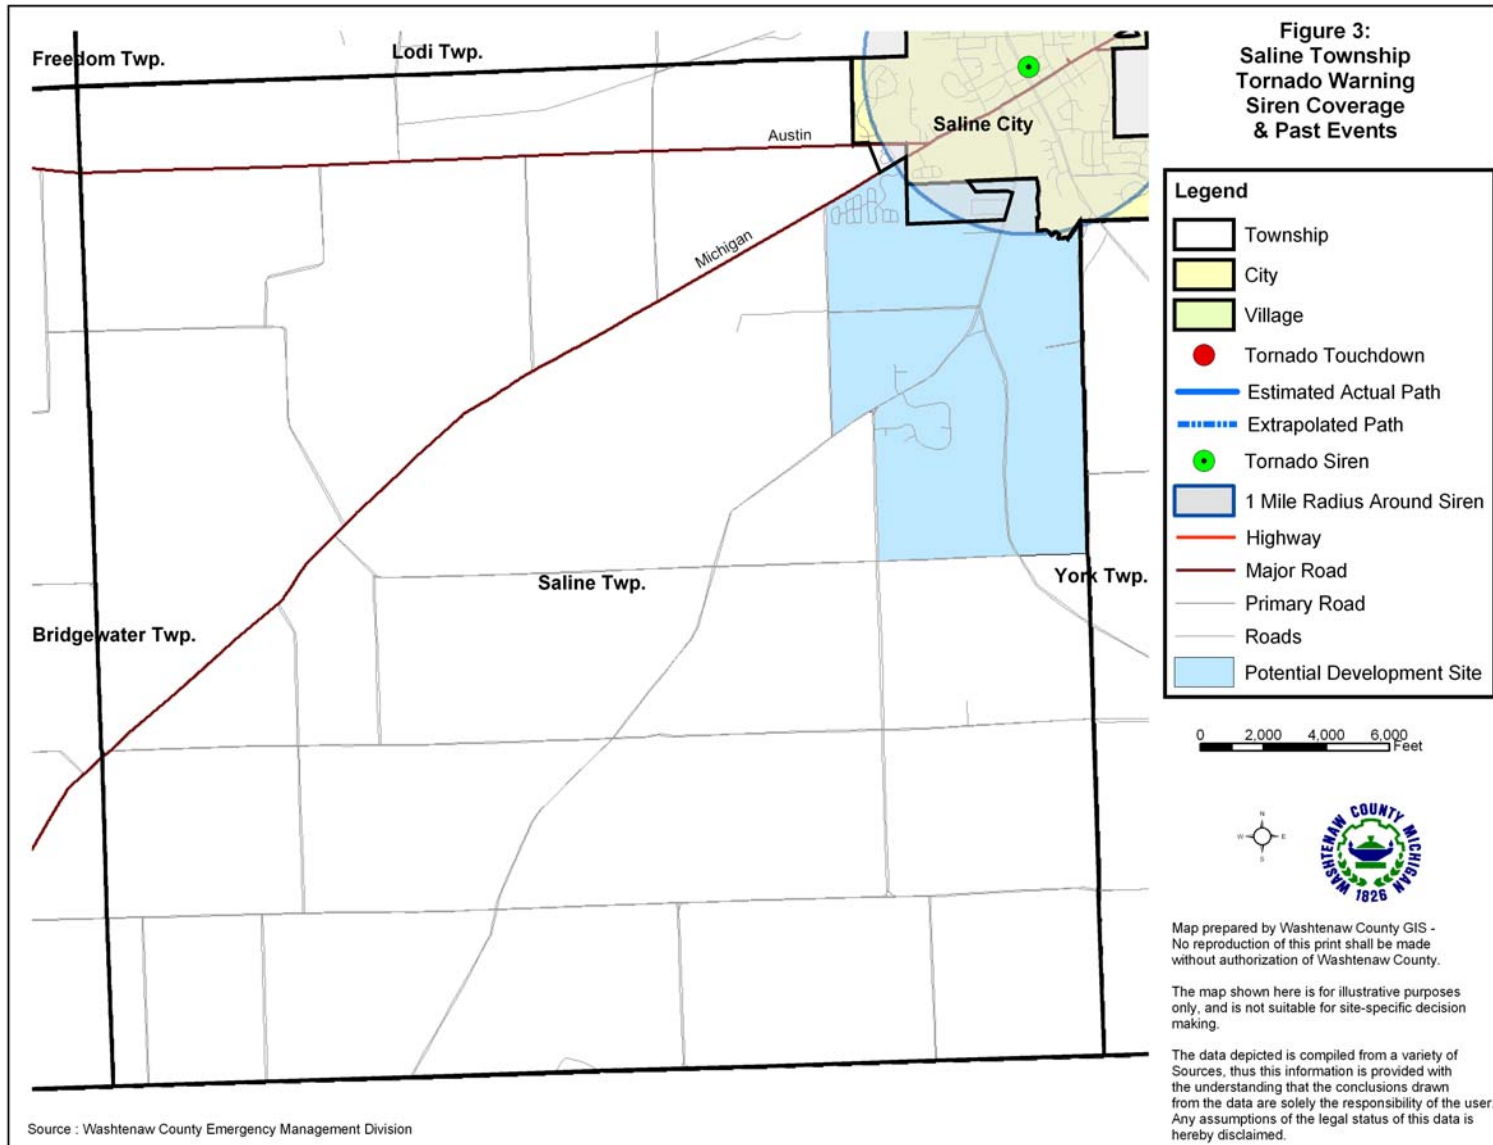 Figure 3:
Saline Township
Tornado Warning
Siren Coverage
& Past Events
Freedom Twp.
Lodi Twp.
Saline City
Austin
Michigan
Saline Twp.
York Twp.
Bridgewater Twp.
Legend
Township
City
Village
Tornado Touchdown
Estimated Actual Path
Extrapolated Path
Tornado Siren
1 Mile Radius Around Siren
Highway
Major Road
Primary Road
Roads
Potential Development Site
0 2,000 4,000 6,000
Feet
N
W E
S
WASHTENAW COUNTY MICHIGAN
1826
Map prepared by Washtenaw County GIS -
No reproduction of this print shall be made
without authorization of Washtenaw County.
The map shown here is for illustrative purposes
only, and is not suitable for site-specific decision
making.
The data depicted is compiled from a variety of
Sources, thus this information is provided with
the understanding that the conclusions drawn
from the data are solely the responsibility of the user.
Any assumptions of the legal status of this data is
hereby disclaimed.
Source : Washtenaw County Emergency Management Division